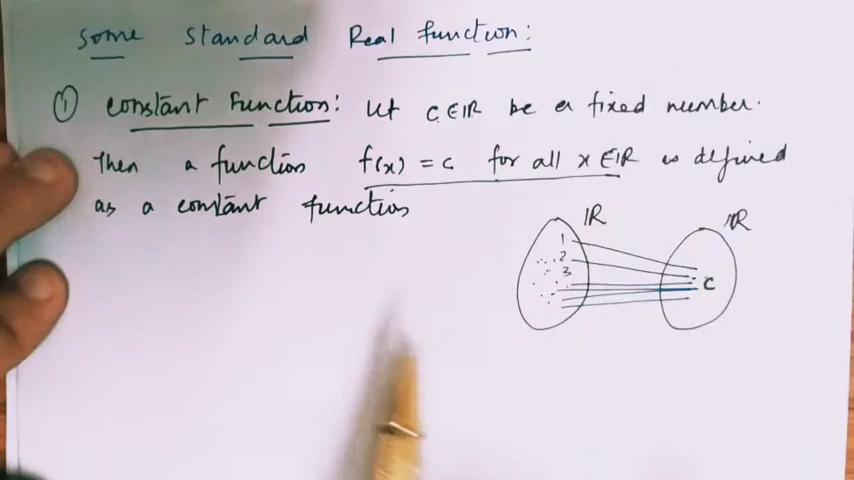 Some Standard Real function:
① Constant Function: Let C∈IR be a fixed number.
Then a function f(x) = c for all x∈IR is defined
as a constant function
IR IR
1
2
3
C